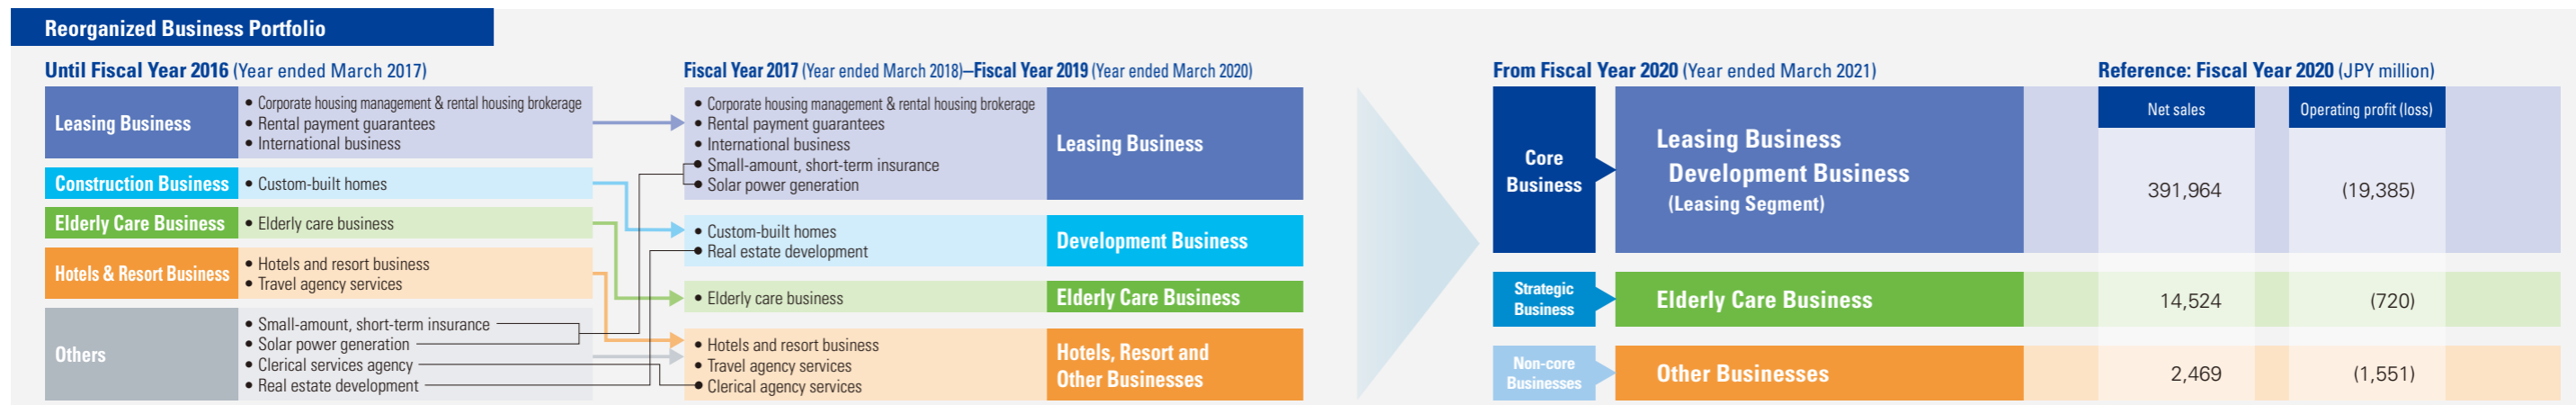 Reorganized Business Portfolio
Until Fiscal Year 2016 (Year ended March 2017)
Leasing Business
• Corporate housing management & rental housing brokerage
• Rental payment guarantees
• International business
Construction Business
• Custom-built homes
Elderly Care Business
• Elderly care business
Hotels & Resort Business
• Hotels and resort business
• Travel agency services
Others
• Small-amount, short-term insurance
• Solar power generation
• Clerical services agency
• Real estate development
Fiscal Year 2017 (Year ended March 2018)–Fiscal Year 2019 (Year ended March 2020)
• Corporate housing management & rental housing brokerage
• Rental payment guarantees
• International business
• Small-amount, short-term insurance
• Solar power generation
Leasing Business
• Custom-built homes
• Real estate development
Development Business
• Elderly care business
Elderly Care Business
• Hotels and resort business
• Travel agency services
• Clerical agency services
Hotels, Resort and
Other Businesses
From Fiscal Year 2020 (Year ended March 2021)
Reference: Fiscal Year 2020 (JPY million)
Net sales
Operating profit (loss)
Core
Business
Leasing Business
Development Business
(Leasing Segment)
391,964
(19,385)
Strategic
Business
Elderly Care Business
14,524
(720)
Non-core
Businesses
Other Businesses
2,469
(1,551)